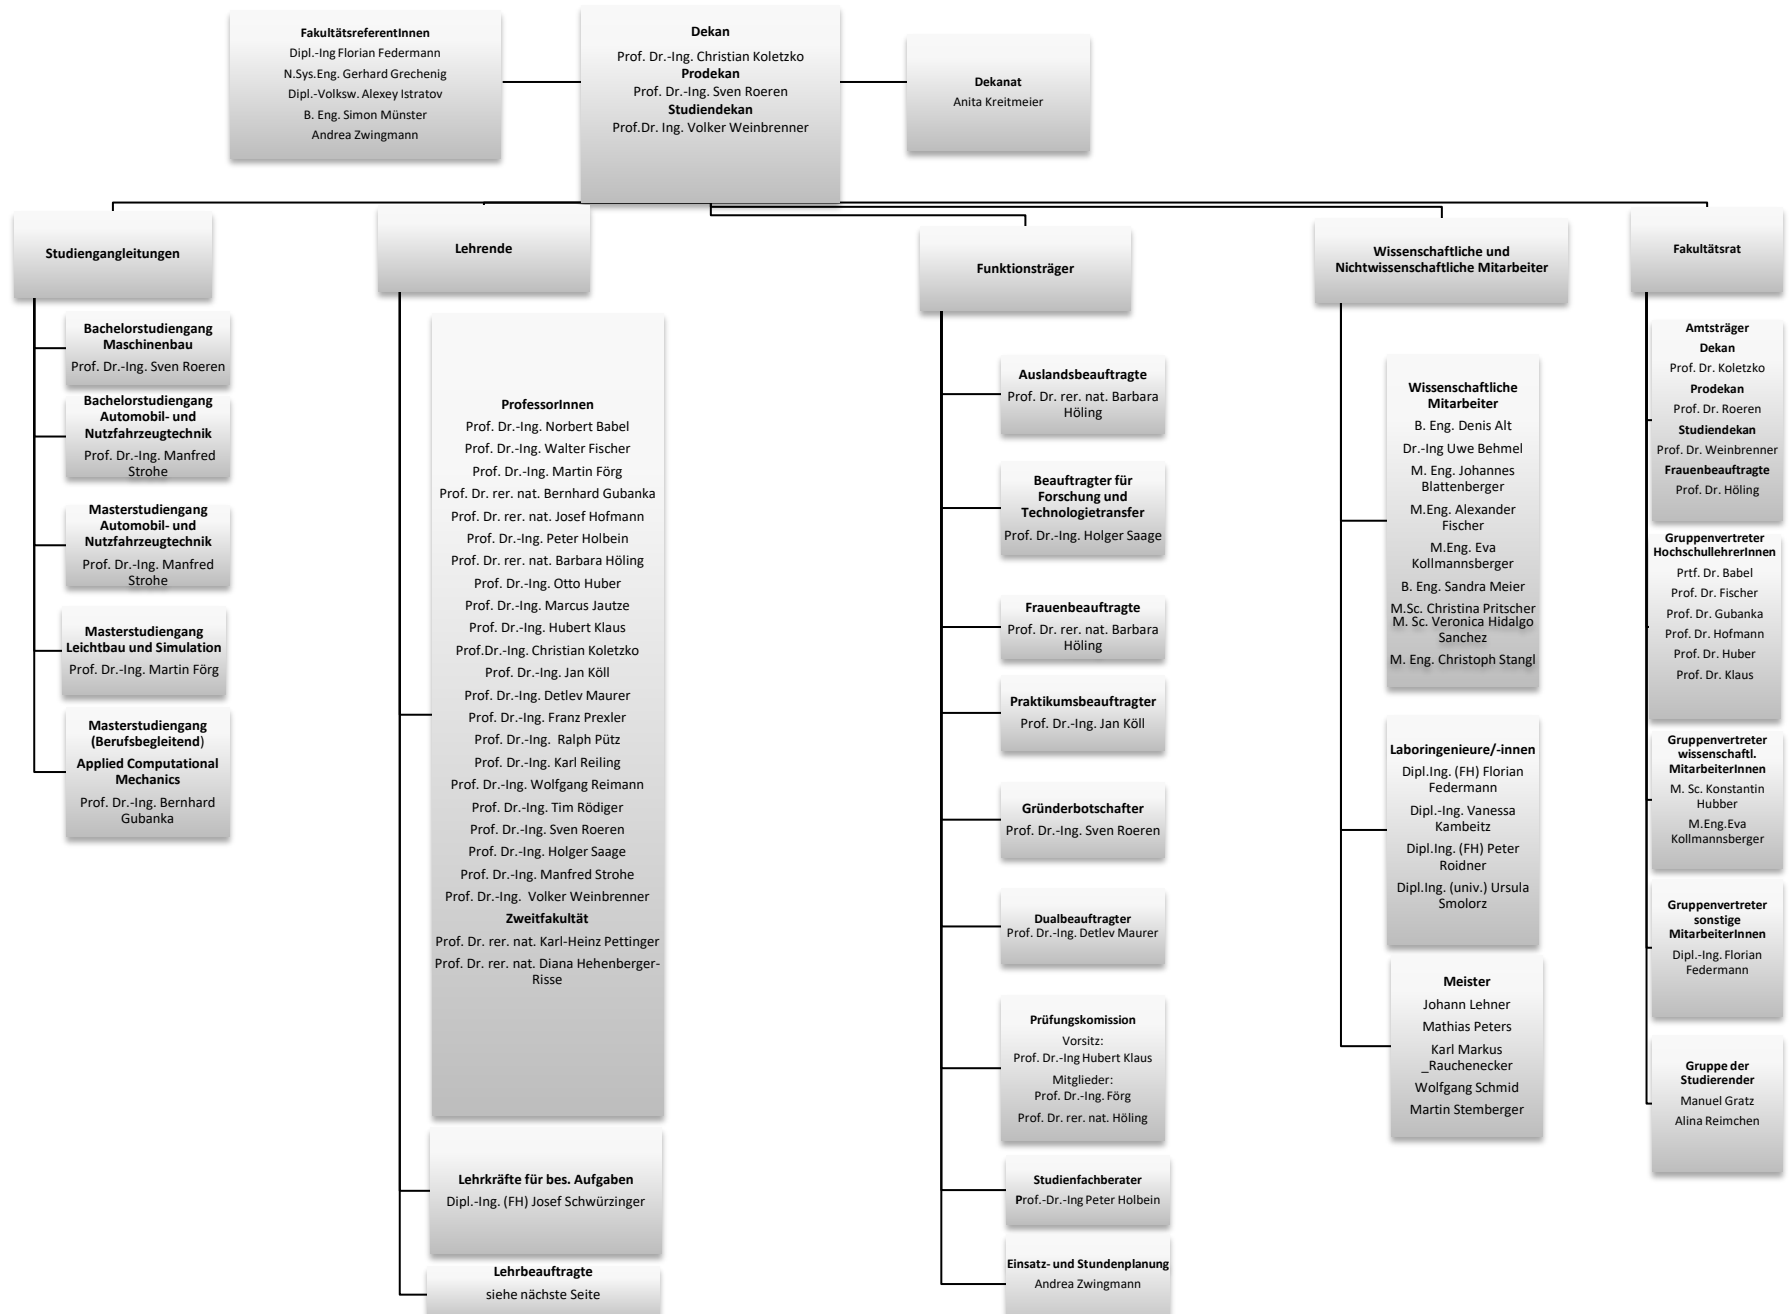 FakultätsreferentInnen
Dipl.-Ing Florian Federmann
N.Sys.Eng. Gerhard Grechenig
Dipl.-Volksw. Alexey Istratov
B. Eng. Simon Münster
Andrea Zwingmann
Dekan
Prof. Dr.-Ing. Christian Koletzko
Prodekan
Prof. Dr.-Ing. Sven Roeren
Studiendekan
Prof.Dr. Ing. Volker Weinbrenner
Dekanat
Anita Kreitmeier
Studiengangleitungen
Bachelorstudiengang
Maschinenbau
Prof. Dr.-Ing. Sven Roeren
Bachelorstudiengang
Automobil- und
Nutzfahrzeugtechnik
Prof. Dr.-Ing. Manfred
Strohe
Masterstudiengang
Automobil- und
Nutzfahrzeugtechnik
Prof. Dr.-Ing. Manfred
Strohe
Masterstudiengang
Leichtbau und Simulation
Prof. Dr.-Ing. Martin Förg
Masterstudiengang
(Berufsbegleitend)
Applied Computational
Mechanics
Prof. Dr.-Ing. Bernhard
Gubanka
Lehrende
ProfessorInnen
Prof. Dr.-Ing. Norbert Babel
Prof. Dr.-Ing. Walter Fischer
Prof. Dr.-Ing. Martin Förg
Prof. Dr. rer. nat. Bernhard Gubanka
Prof. Dr. rer. nat. Josef Hofmann
Prof. Dr.-Ing. Peter Holbein
Prof. Dr. rer. nat. Barbara Höling
Prof. Dr.-Ing. Otto Huber
Prof. Dr.-Ing. Marcus Jautze
Prof. Dr.-Ing. Hubert Klaus
Prof.Dr.-Ing. Christian Koletzko
Prof. Dr.-Ing. Jan Köll
Prof. Dr.-Ing. Detlev Maurer
Prof. Dr.-Ing. Franz Prexler
Prof. Dr.-Ing. Ralph Pütz
Prof. Dr.-Ing. Karl Reiling
Prof. Dr.-Ing. Wolfgang Reimann
Prof. Dr.-Ing. Tim Rödiger
Prof. Dr.-Ing. Sven Roeren
Prof. Dr.-Ing. Holger Saage
Prof. Dr.-Ing. Manfred Strohe
Prof. Dr.-Ing. Volker Weinbrenner
Zweitfakultät
Prof. Dr. rer. nat. Karl-Heinz Pettinger
Prof. Dr. rer. nat. Diana Hehenberger-
Risse
Lehrkräfte für bes. Aufgaben
Dipl.-Ing. (FH) Josef Schwürzinger
Lehrbeauftragte
siehe nächste Seite
Funktionsträger
Auslandsbeauftragte
Prof. Dr. rer. nat. Barbara
Höling
Beauftragter für
Forschung und
Technologietransfer
Prof. Dr.-Ing. Holger Saage
Frauenbeauftragte
Prof. Dr. rer. nat. Barbara
Höling
Praktikumsbeauftragter
Prof. Dr.-Ing. Jan Köll
Gründerbotschafter
Prof. Dr.-Ing. Sven Roeren
Dualbeauftragter
Prof. Dr.-Ing. Detlev Maurer
Prüfungskomission
Vorsitz:
Prof. Dr.-Ing Hubert Klaus
Mitglieder:
Prof. Dr.-Ing. Förg
Prof. Dr. rer. nat. Höling
Studienfachberater
Prof.-Dr.-Ing Peter Holbein
Einsatz- und Stundenplanung
Andrea Zwingmann
Wissenschaftliche und
Nichtwissenschaftliche Mitarbeiter
Wissenschaftliche
Mitarbeiter
B. Eng. Denis Alt
Dr.-Ing Uwe Behmel
M. Eng. Johannes
Blattenberger
M.Eng. Alexander
Fischer
M.Eng. Eva
Kollmannsberger
B. Eng. Sandra Meier
M.Sc. Christina Pritscher
M. Sc. Veronica Hidalgo
Sanchez
M. Eng. Christoph Stangl
Laboringenieure/-innen
Dipl.Ing. (FH) Florian
Federmann
Dipl.-Ing. Vanessa
Kambeitz
Dipl.Ing. (FH) Peter
Roidner
Dipl.Ing. (univ.) Ursula
Smolorz
Meister
Johann Lehner
Mathias Peters
Karl Markus
_Rauchenecker
Wolfgang Schmid
Martin Stemberger
Fakultätsrat
Amtsträger
Dekan
Prof. Dr. Koletzko
Prodekan
Prof. Dr. Roeren
Studiendekan
Prof. Dr. Weinbrenner
Frauenbeauftragte
Prof. Dr. Höling
Gruppenvertreter
HochschullehrerInnen
Prtf. Dr. Babel
Prof. Dr. Fischer
Prof. Dr. Gubanka
Prof. Dr. Hofmann
Prof. Dr. Huber
Prof. Dr. Klaus
Gruppenvertreter
wissenschaftl.
MitarbeiterInnen
M. Sc. Konstantin
Hubber
M.Eng.Eva
Kollmannsberger
Gruppenvertreter
sonstige
MitarbeiterInnen
Dipl.-Ing. Florian
Federmann
Gruppe der
Studierender
Manuel Gratz
Alina Reimchen